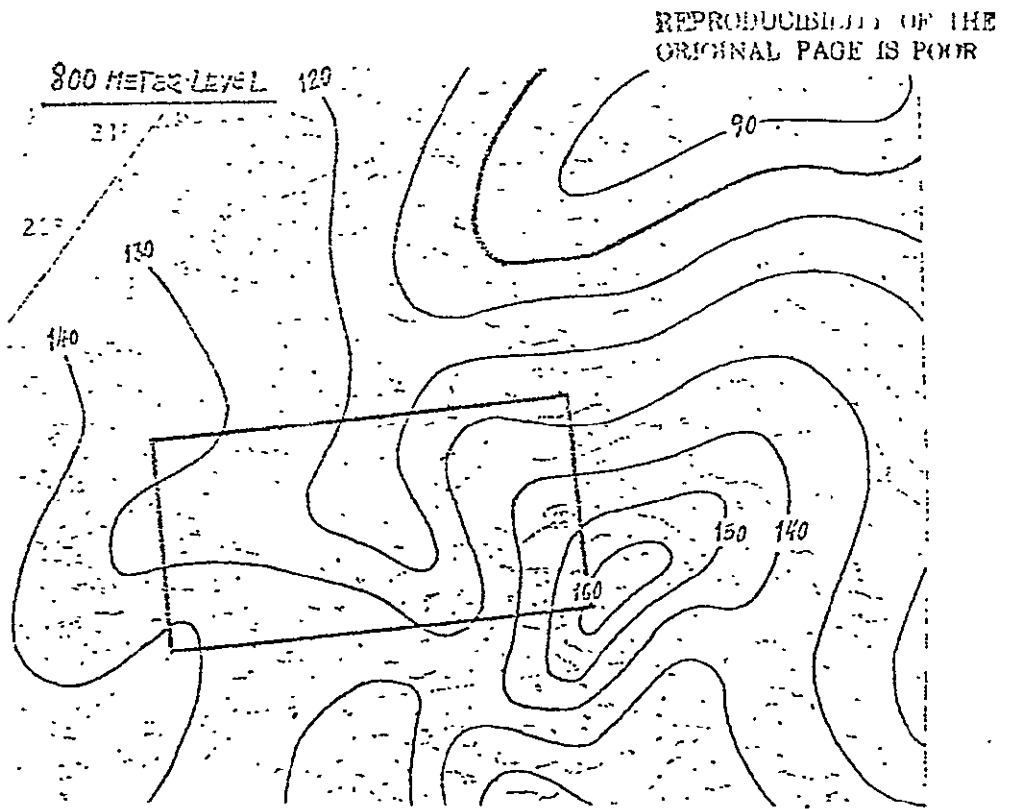 REPRODUCIBILITY OF THE
ORIGINAL PAGE IS POOR
800 METER-LEVEL
120
90
130
140
150
140
160